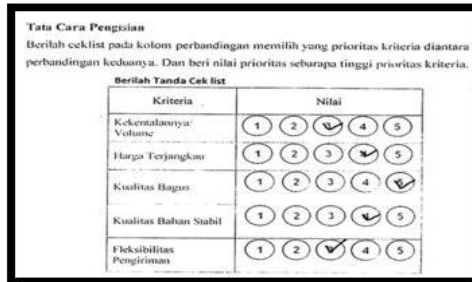 Tata Cara Pengisian
Berilah ceklist pada kolom perbandingan memilih yang prioritas kriteria diantara
perbandingan keduanya. Dan beri nilai prioritas sebarapa tinggi prioritas kriteria.
Berilah Tanda Cek list
Kriteria Nilai
Kekentalannya/
Volume
1 2 4 5
Harga Terjangkau
1 2 3 5
Kualitas Bagus
1 2 3 4
Kualitas Bahan Stabil
1 2 3 5
Fleksibilitas
Pengiriman
1 2 4 5